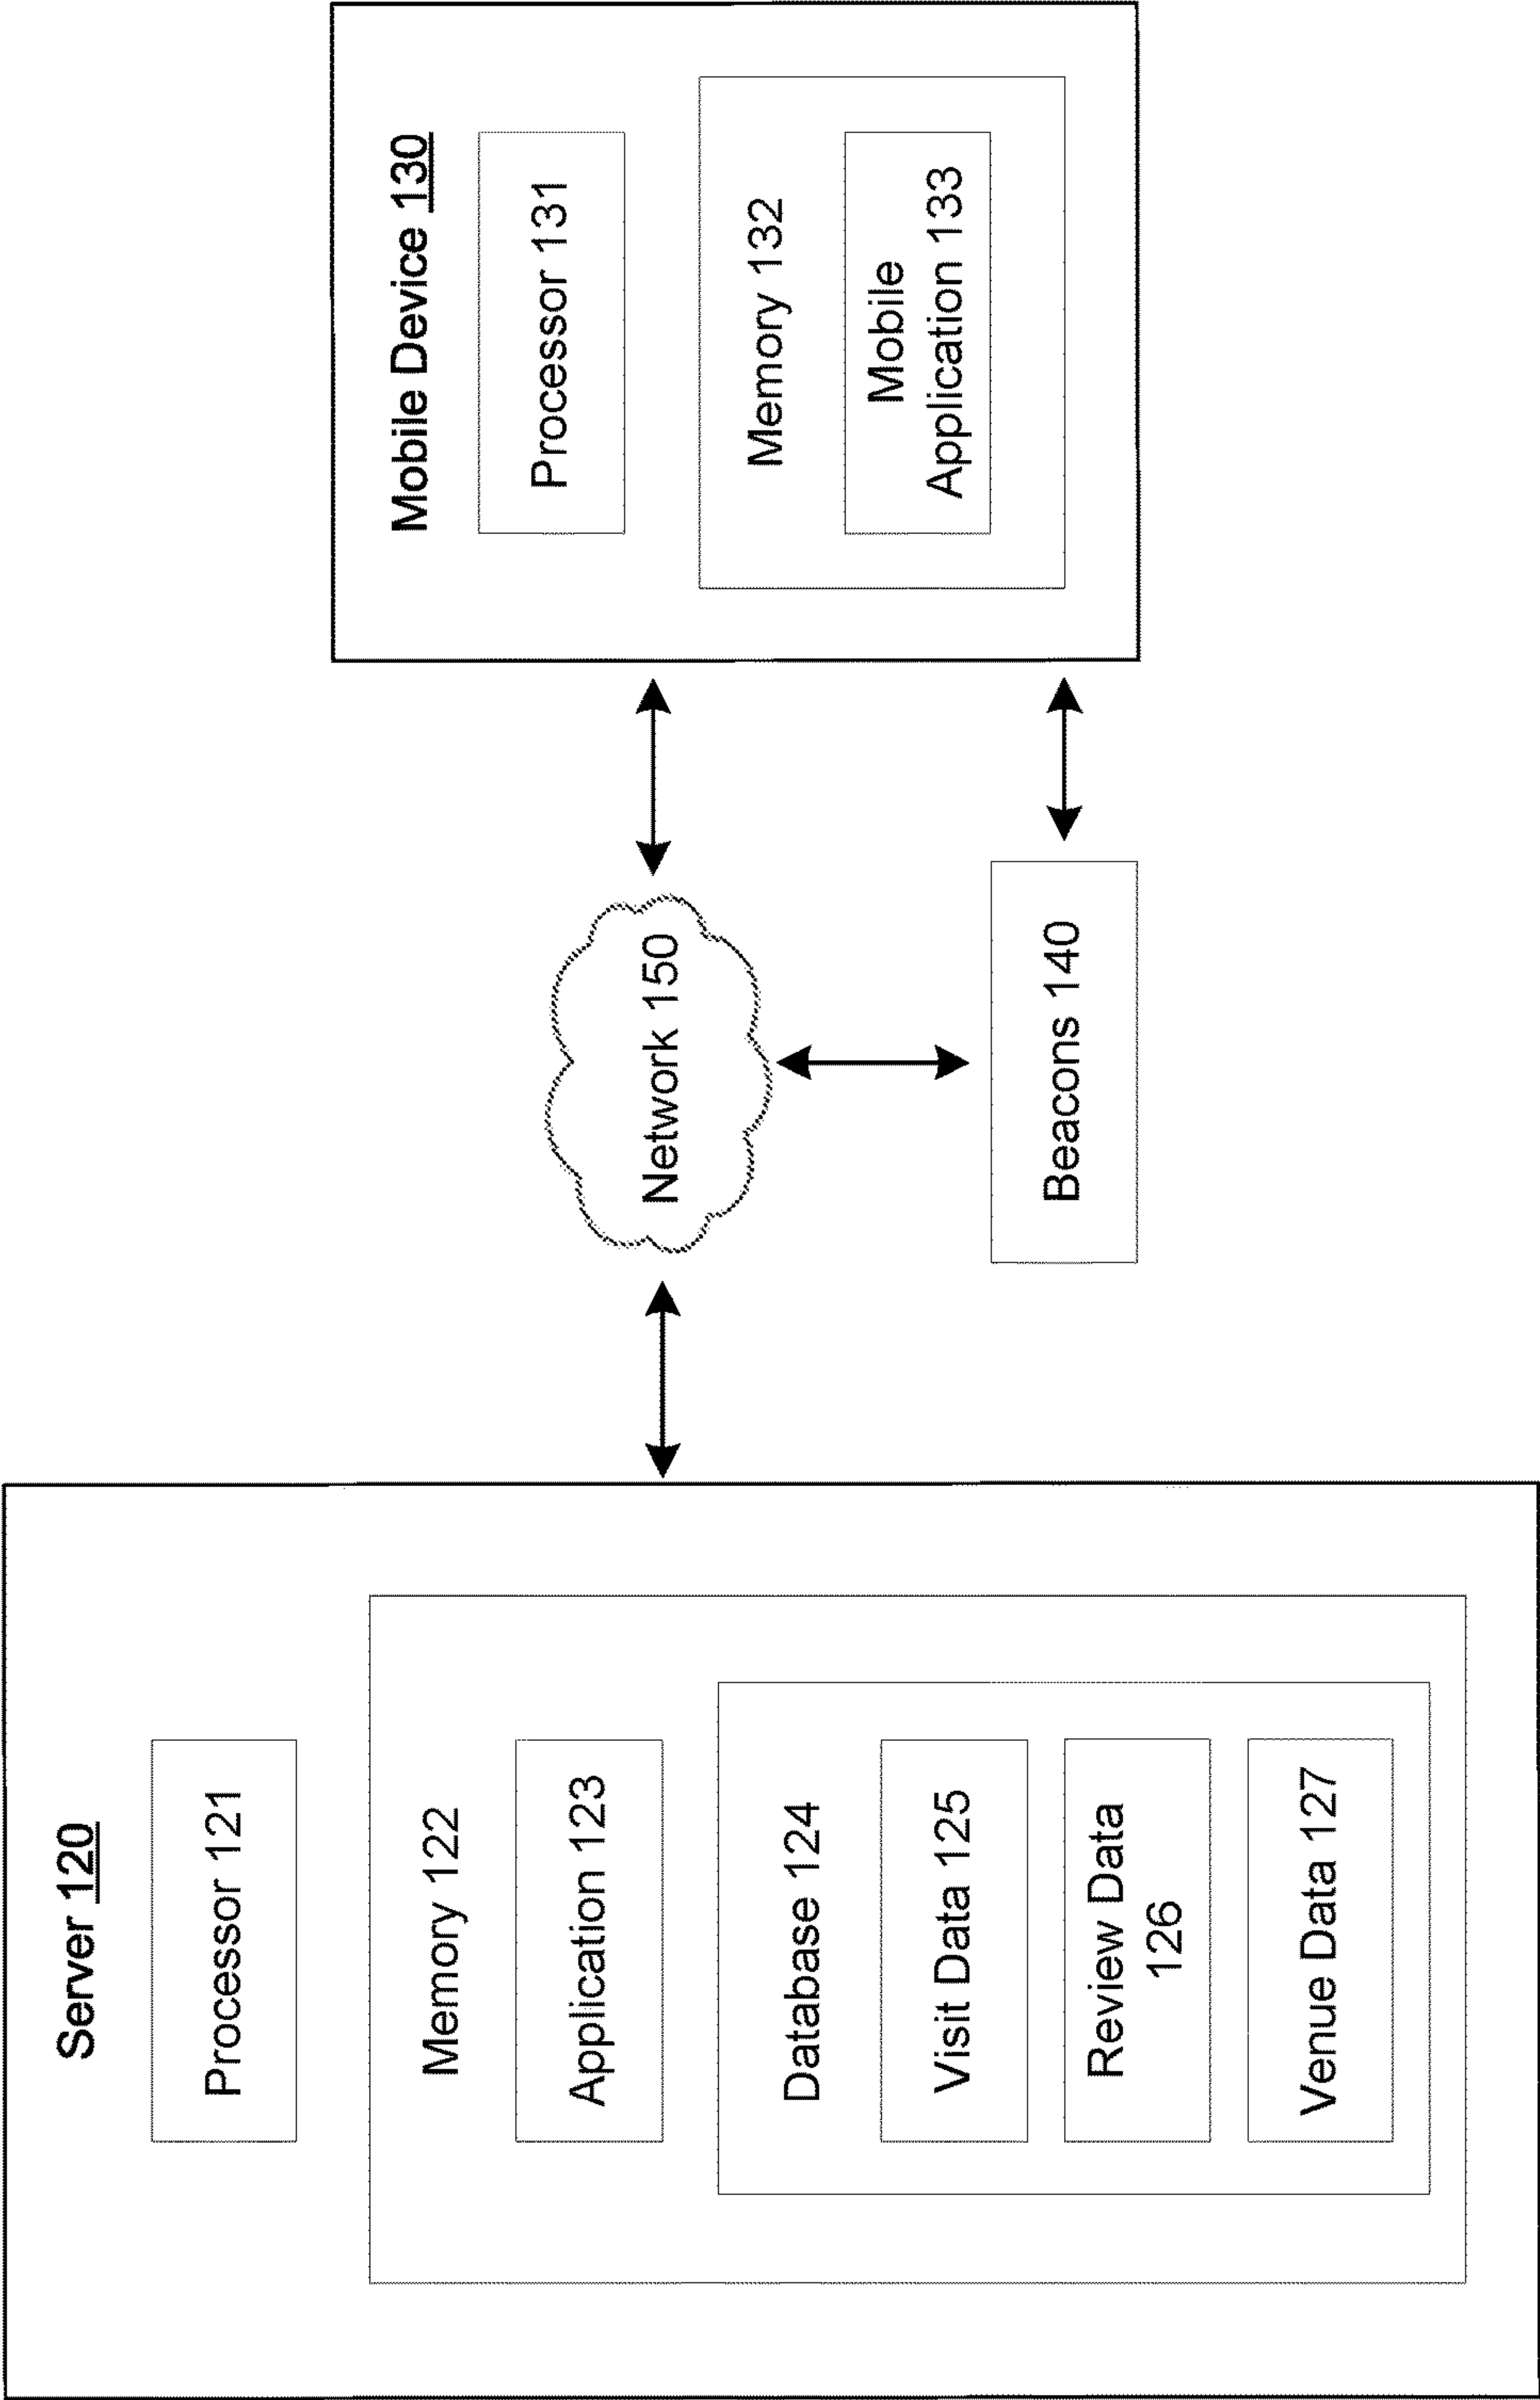 Server 120
Processor 121
Memory 122
Application 123
Database 124
Visit Data 125
Review Data
126
Venue Data 127
Network 150
Beacons 140
Mobile Device 130
Processor 131
Memory 132
Mobile
Application 133